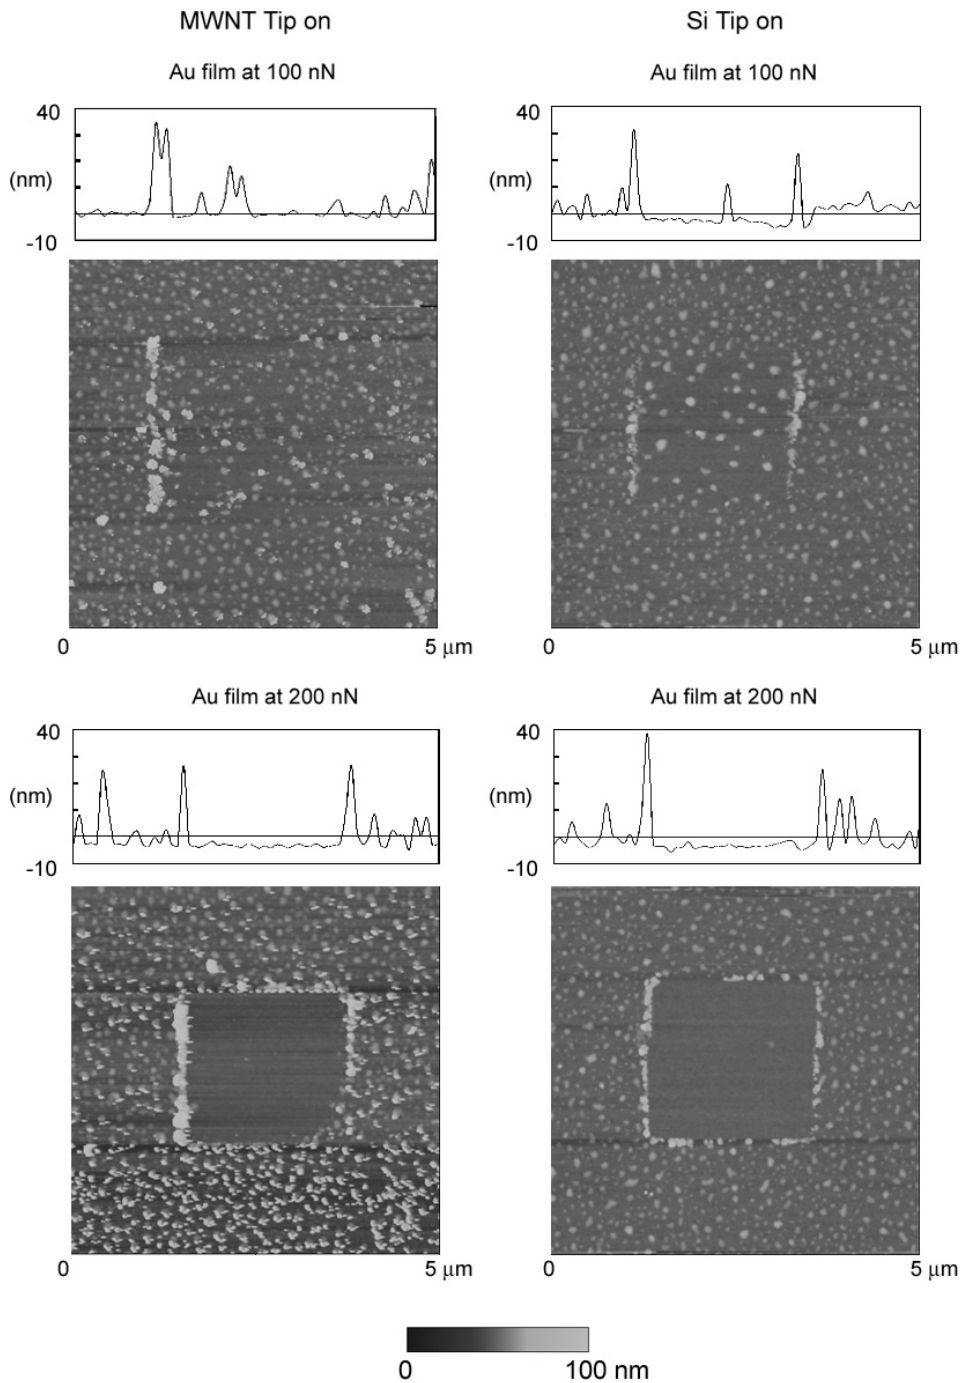 MWNT Tip on
Si Tip on
Au film at 100 nN
Au film at 100 nN
40
(nm)
-10
40
(nm)
-10
0
5 μm
0
5 μm
Au film at 200 nN
Au film at 200 nN
40
(nm)
-10
40
(nm)
-10
0
5 μm
0
5 μm
0
100 nm